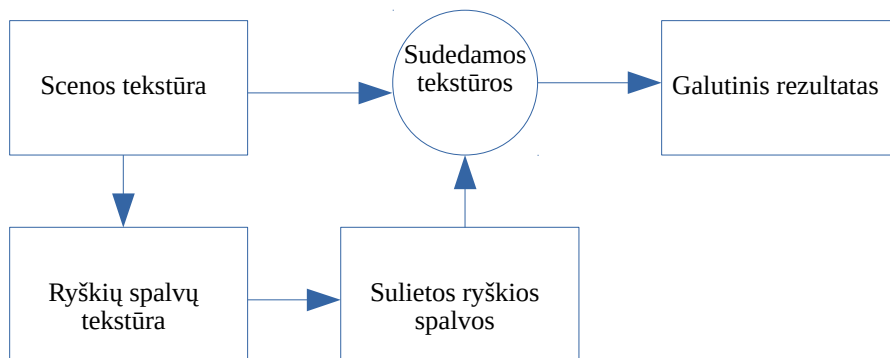 Scenos tekstūra
Sudedamos
tekstūros
Galutinis rezultatas
Ryškių spalvų
tekstūra
Sulietos ryškios
spalvos